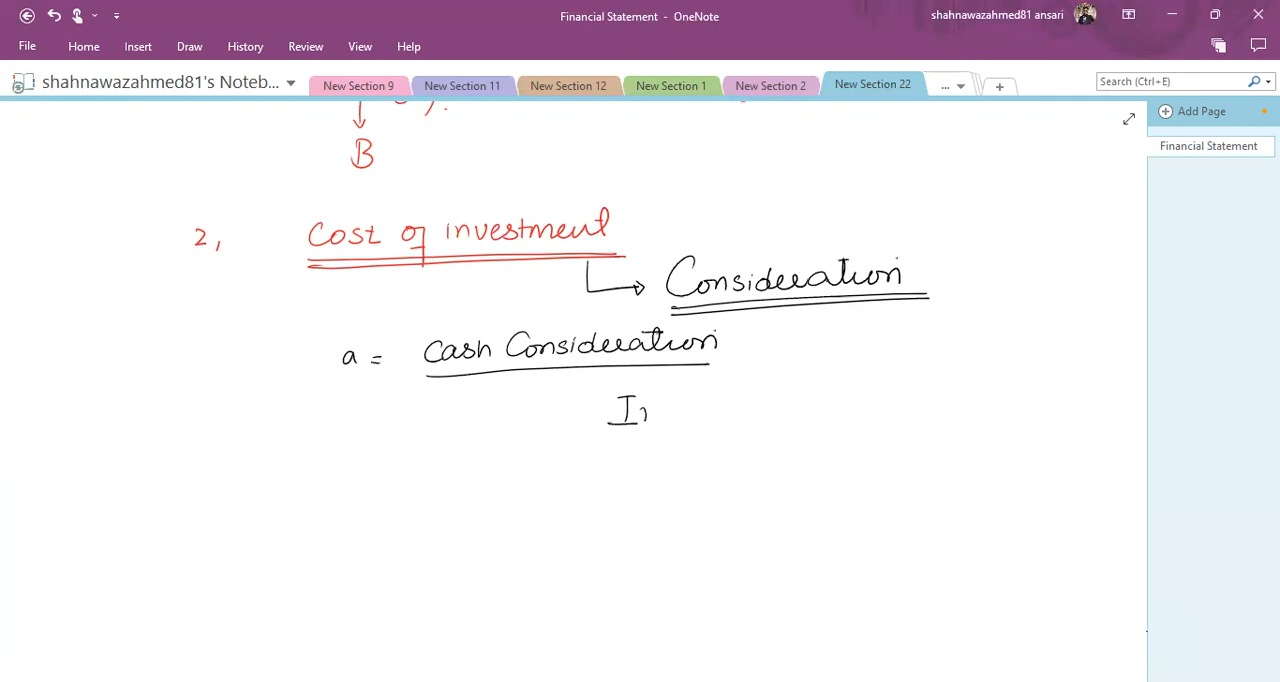 Financial Statement - OneNote
shahnawazahmed81 ansari
File Home Insert Draw History Review View Help
shahnawazahmed81's Noteb... New Section 9 New Section 11 New Section 12 New Section 1 New Section 2 New Section 22 ... + Search (Ctrl+E)
Add Page
Financial Statement
B
2, Cost of investment
Consideration
a = Cash Consideration